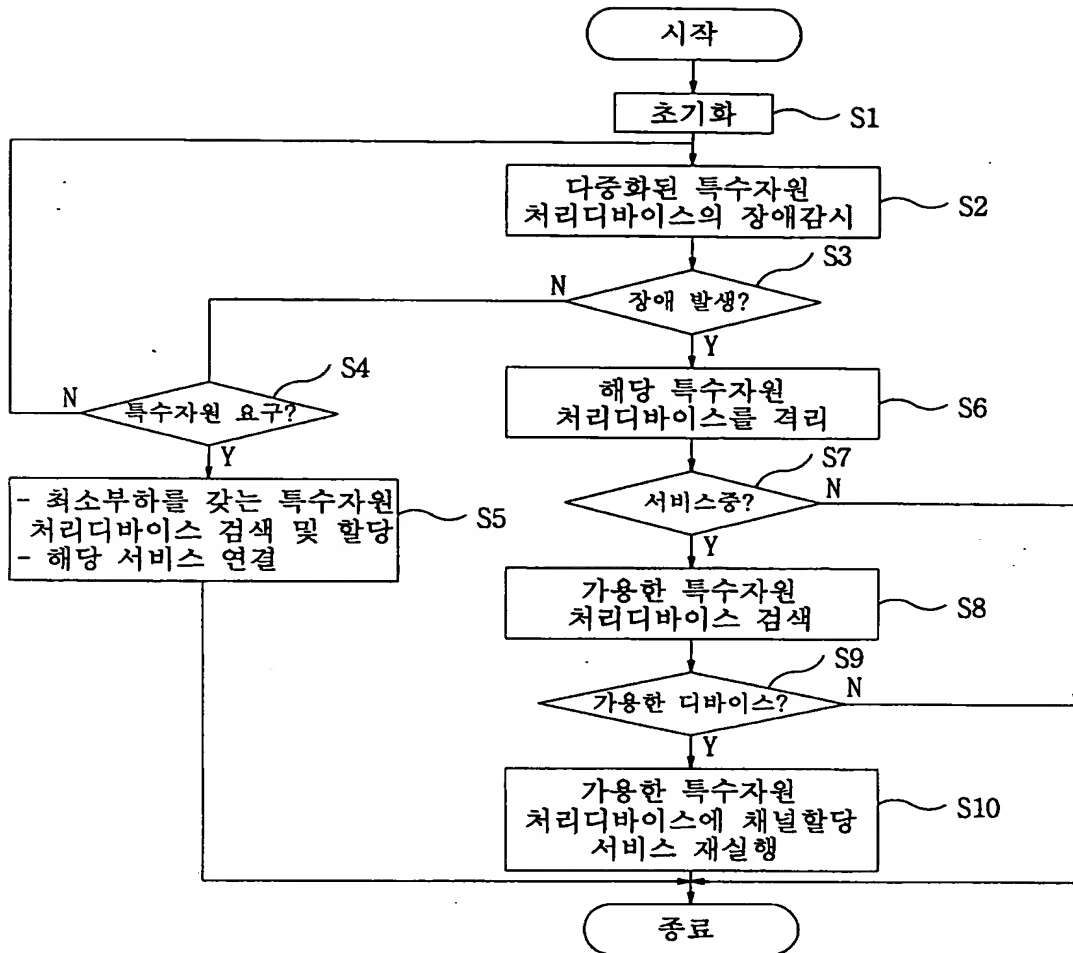 시작
초기화
S1
다중화된 특수자원
처리디바이스의 장애감시
S2
S3
장애 발생?
N
Y
S4
특수자원 요구?
N
Y
- 최소부하를 갖는 특수자원
처리디바이스 검색 및 할당
- 해당 서비스 연결
S5
해당 특수자원
처리디바이스를 격리
S6
S7
서비스중?
N
Y
가용한 특수자원
처리디바이스 검색
S8
S9
가용한 디바이스?
N
Y
가용한 특수자원
처리디바이스에 채널할당
서비스 재실행
S10
종료